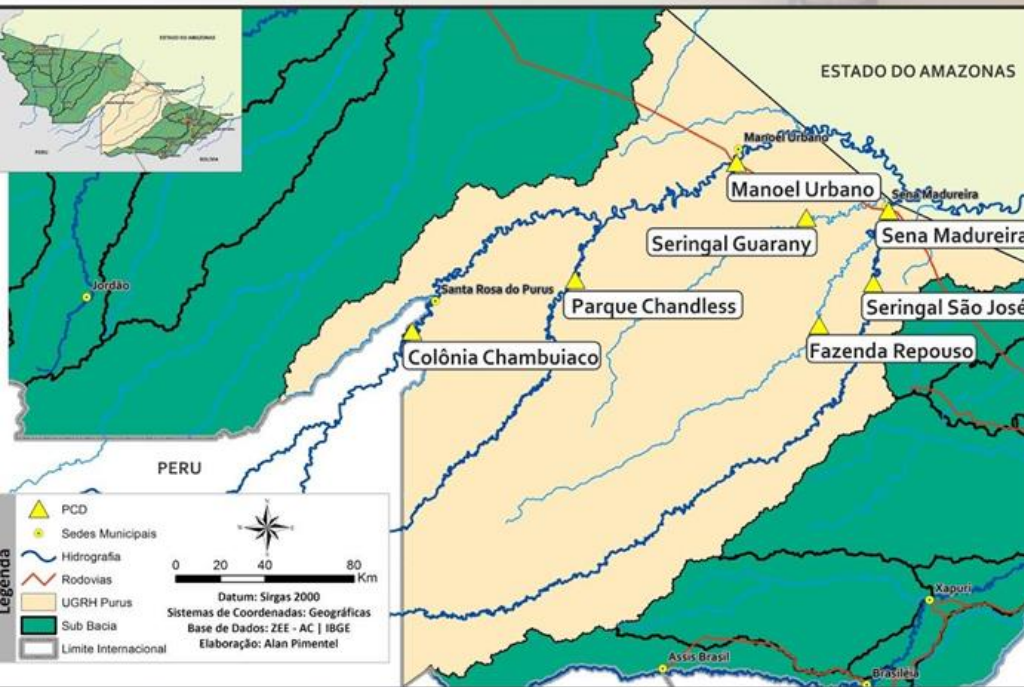 ESTADO DO AMAZONAS
PERU
BOLÍVIA
ESTADO DO AMAZONAS
Manoel Urbano
Manoel Urbano
Sena Madureira
Sena Madureira
Seringal Guarany
Jordão
Santa Rosa do Purus
Parque Chandless
Seringal São José
Colônia Chambuiaco
Fazenda Repouso
PERU
Legenda
PCD
Sedes Municipais
Hidrografia
Rodovias
UGRH Purus
Sub Bacia
Limite Internacional
N
0 20 40 80
Km
Datum: Sirgas 2000
Sistemas de Coordenadas: Geográficas
Base de Dados: ZEE - AC | IBGE
Elaboração: Alan Pimentel
Xapuri
Assis Brasil
Brasiléia